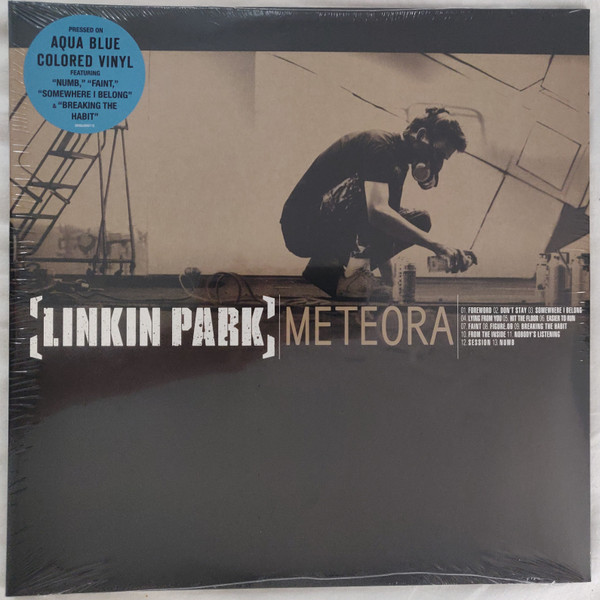 PRESSED ON
AQUA BLUE
COLORED VINYL
FEATURING
"NUMB," "FAINT,"
"SOMEWHERE I BELONG"
& "BREAKING THE
HABIT"
[LINKIN PARK]
METEORA
01. FOREWORD 02. DON'T STAY 03. SOMEWHERE I BELONG
04. LYING FROM YOU 05. HIT THE FLOOR 06. EASIER TO RUN
07. FAINT 08. FIGURE.09 09. BREAKING THE HABIT
10. FROM THE INSIDE 11. NOBODY'S LISTENING
12. SESSION 13. NUMB